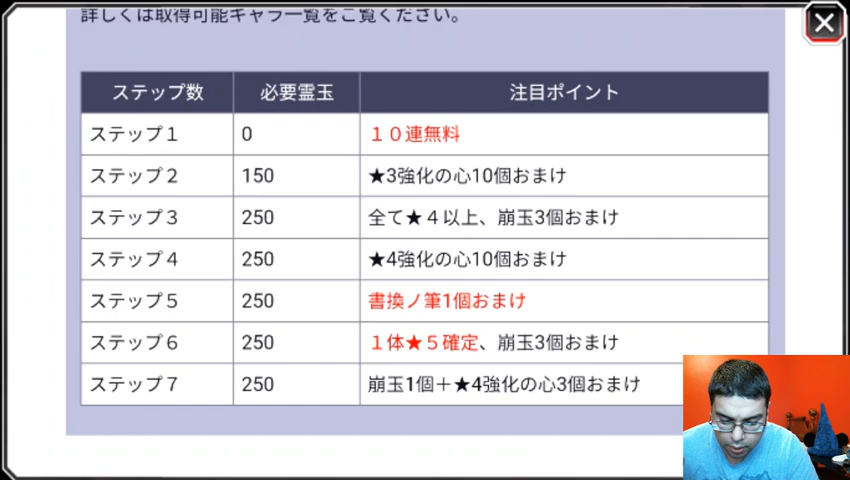 詳しくは取得可能キャラ一覧をご覧ください。
ステップ数 必要霊玉 注目ポイント
ステップ１ 0 １０連無料
ステップ２ 150 ★3強化の心10個おまけ
ステップ３ 250 全て★４以上、崩玉3個おまけ
ステップ４ 250 ★4強化の心10個おまけ
ステップ５ 250 書換ノ筆1個おまけ
ステップ６ 250 １体★５確定、崩玉3個おまけ
ステップ７ 250 崩玉1個＋★4強化の心3個おまけ